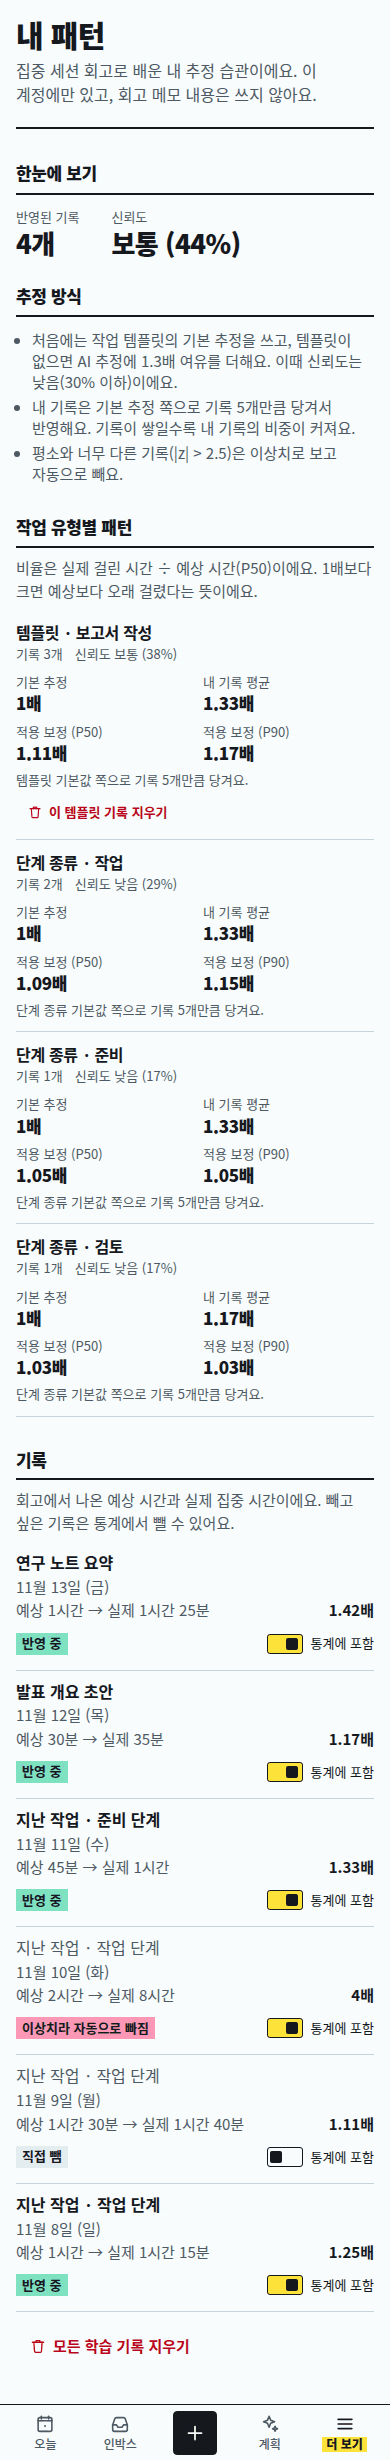 내 패턴
집중 세션 회고로 배운 내 추정 습관이에요. 이
계정에만 있고, 회고 메모 내용은 쓰지 않아요.
한눈에 보기
반영된 기록 신뢰도
4개 보통 (44%)
추정 방식
• 처음에는 작업 템플릿의 기본 추정을 쓰고, 템플릿이
없으면 AI 추정에 1.3배 여유를 더해요. 이때 신뢰도는
낮음(30% 이하)이에요.
• 내 기록은 기본 추정 쪽으로 기록 5개만큼 당겨서
반영해요. 기록이 쌓일수록 내 기록의 비중이 커져요.
• 평소와 너무 다른 기록(|z| > 2.5)은 이상치로 보고
자동으로 빼요.
작업 유형별 패턴
비율은 실제 걸린 시간 ÷ 예상 시간(P50)이에요. 1배보다
크면 예상보다 오래 걸렸다는 뜻이에요.
템플릿 · 보고서 작성
기록 3개 신뢰도 보통 (38%)
기본 추정 내 기록 평균
1배 1.33배
적용 보정 (P50) 적용 보정 (P90)
1.11배 1.17배
템플릿 기본값 쪽으로 기록 5개만큼 당겨요.
이 템플릿 기록 지우기
단계 종류 · 작업
기록 2개 신뢰도 낮음 (29%)
기본 추정 내 기록 평균
1배 1.33배
적용 보정 (P50) 적용 보정 (P90)
1.09배 1.15배
단계 종류 기본값 쪽으로 기록 5개만큼 당겨요.
단계 종류 · 준비
기록 1개 신뢰도 낮음 (17%)
기본 추정 내 기록 평균
1배 1.33배
적용 보정 (P50) 적용 보정 (P90)
1.05배 1.05배
단계 종류 기본값 쪽으로 기록 5개만큼 당겨요.
단계 종류 · 검토
기록 1개 신뢰도 낮음 (17%)
기본 추정 내 기록 평균
1배 1.17배
적용 보정 (P50) 적용 보정 (P90)
1.03배 1.03배
단계 종류 기본값 쪽으로 기록 5개만큼 당겨요.
기록
회고에서 나온 예상 시간과 실제 집중 시간이에요. 빼고
싶은 기록은 통계에서 뺄 수 있어요.
연구 노트 요약
11월 13일 (금)
예상 1시간 → 실제 1시간 25분 1.42배
반영 중 통계에 포함
발표 개요 초안
11월 12일 (목)
예상 30분 → 실제 35분 1.17배
반영 중 통계에 포함
지난 작업 · 준비 단계
11월 11일 (수)
예상 45분 → 실제 1시간 1.33배
반영 중 통계에 포함
지난 작업 · 작업 단계
11월 10일 (화)
예상 2시간 → 실제 8시간 4배
이상치라 자동으로 빠짐 통계에 포함
지난 작업 · 작업 단계
11월 9일 (월)
예상 1시간 30분 → 실제 1시간 40분 1.11배
직접 뺌 통계에 포함
지난 작업 · 작업 단계
11월 8일 (일)
예상 1시간 → 실제 1시간 15분 1.25배
반영 중 통계에 포함
모든 학습 기록 지우기
오늘 인박스 계획 더 보기